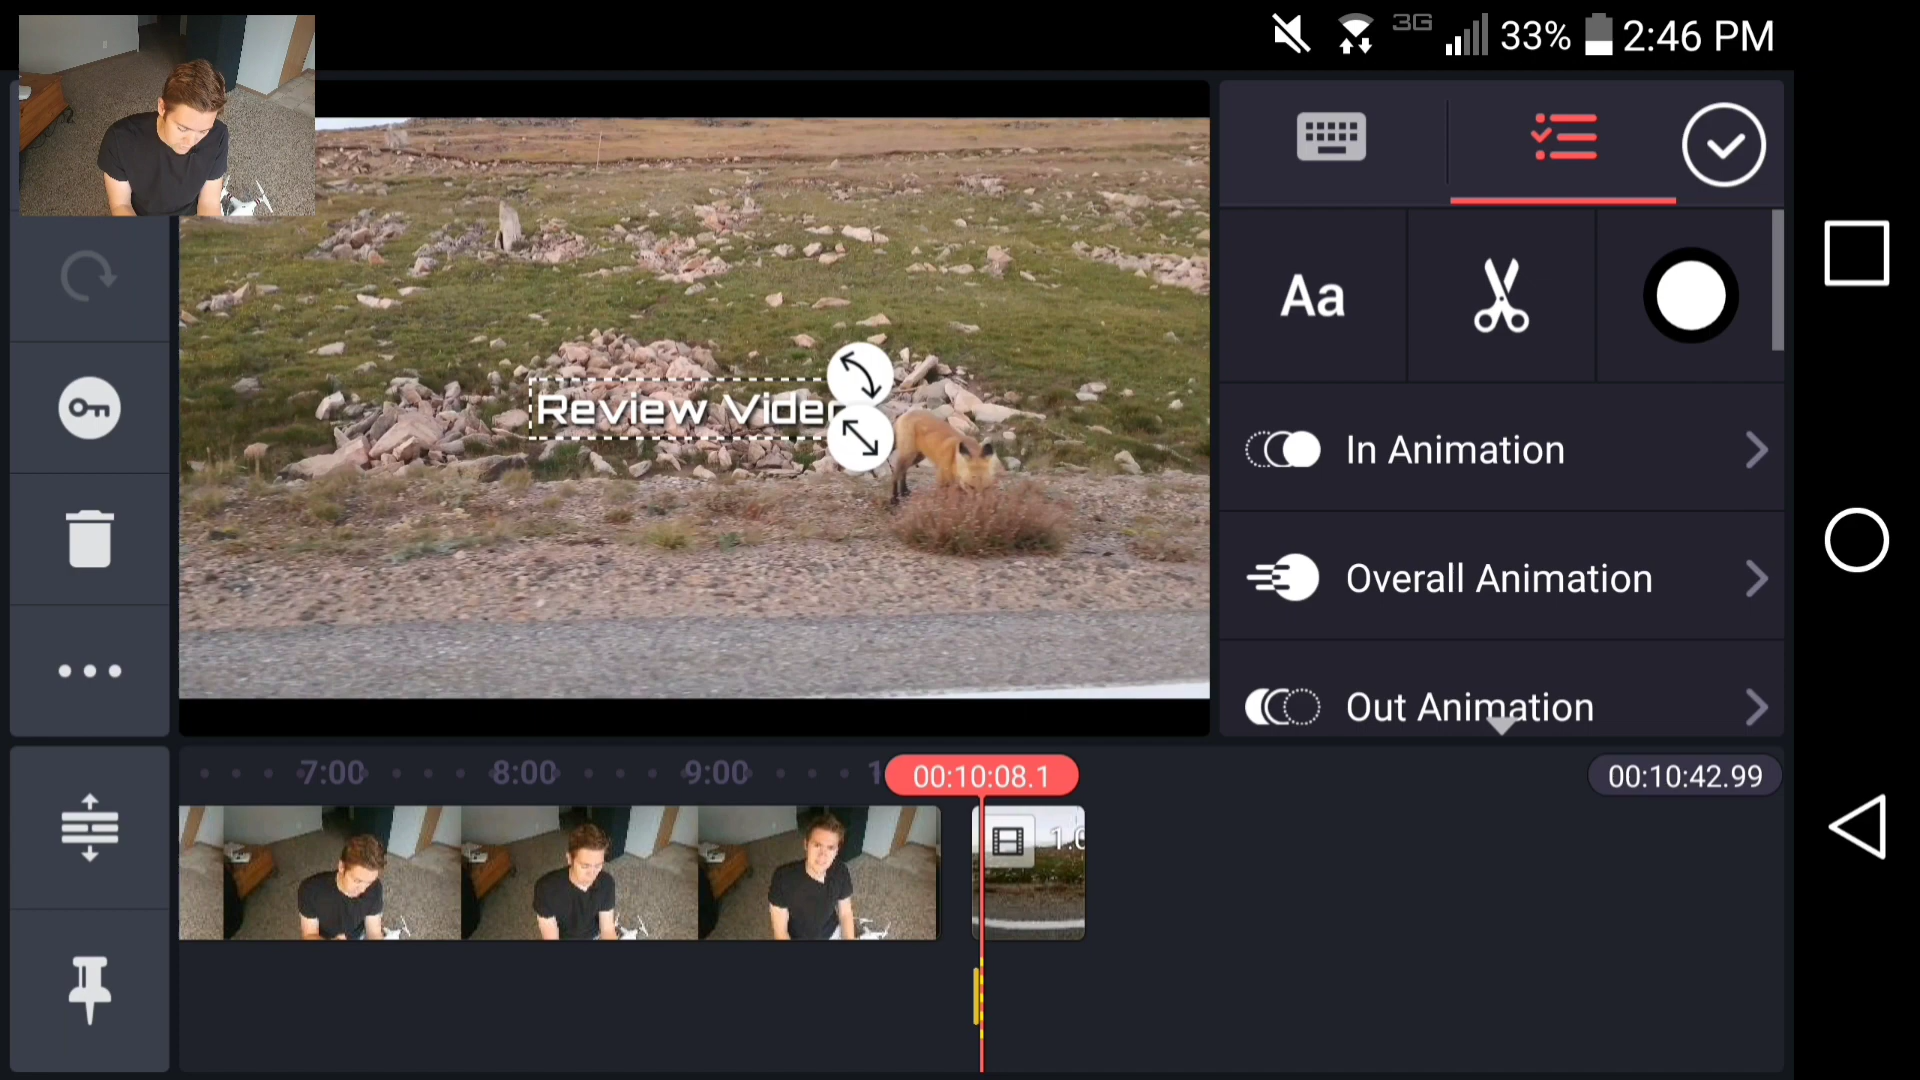 3G 33% 2:46 PM
Aa
Review Video
In Animation
Overall Animation
Out Animation
7:00 8:00 9:00 00:10:08.1 00:10:42.99